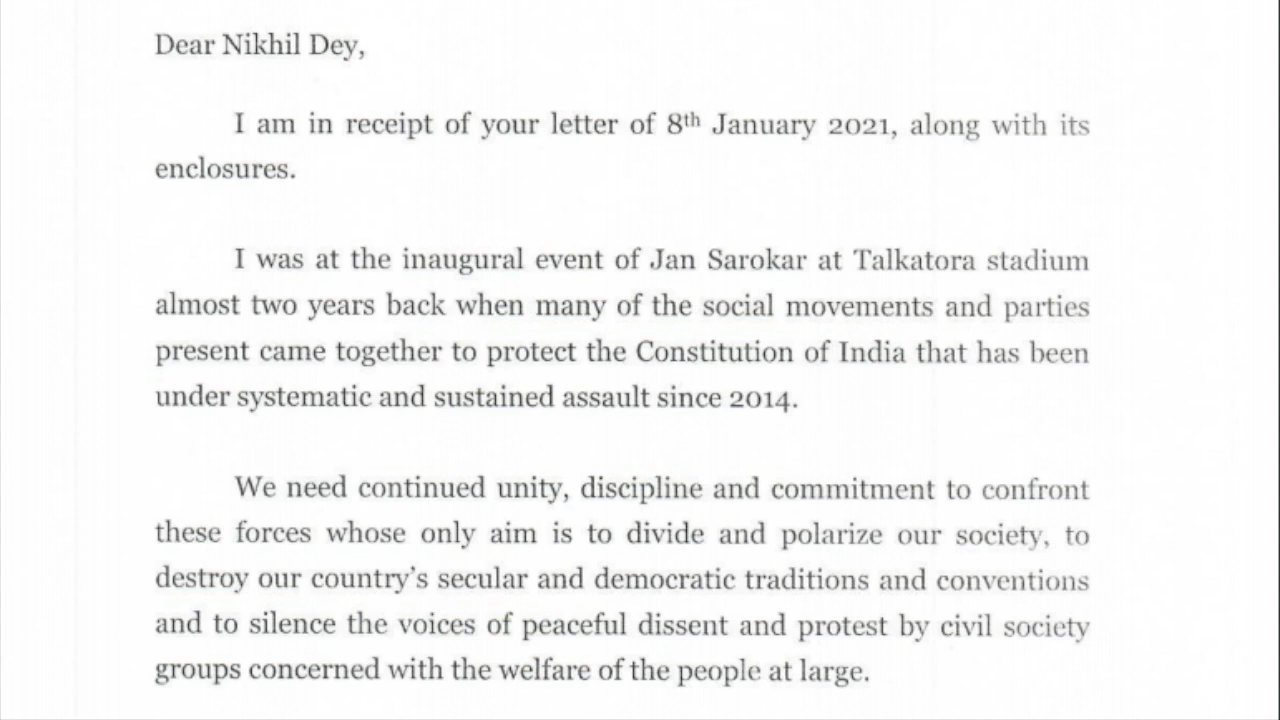 Dear Nikhil Dey,
I am in receipt of your letter of 8th January 2021, along with its
enclosures.
I was at the inaugural event of Jan Sarokar at Talkatora stadium
almost two years back when many of the social movements and parties
present came together to protect the Constitution of India that has been
under systematic and sustained assault since 2014.
We need continued unity, discipline and commitment to confront
these forces whose only aim is to divide and polarize our society, to
destroy our country's secular and democratic traditions and conventions
and to silence the voices of peaceful dissent and protest by civil society
groups concerned with the welfare of the people at large.